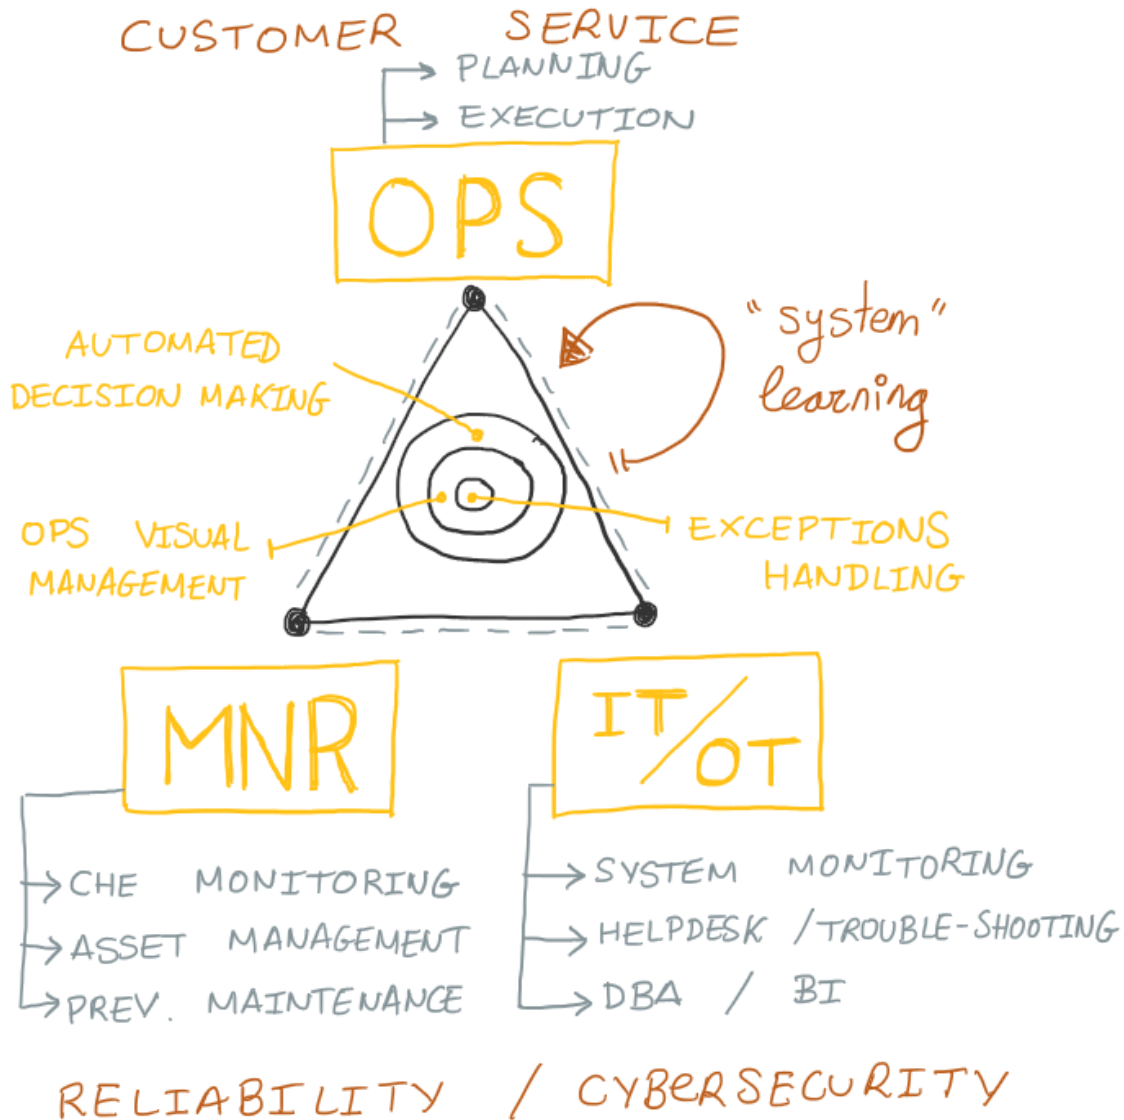 CUSTOMER SERVICE
PLANNING
EXECUTION
OPS
AUTOMATED
DECISION MAKING
"system"
learning
OPS VISUAL
MANAGEMENT
EXCEPTIONS
HANDLING
MNR
IT/OT
CHE MONITORING
ASSET MANAGEMENT
PREV. MAINTENANCE
SYSTEM MONITORING
HELPDESK / TROUBLE-SHOOTING
DBA / BI
RELIABILITY / CYBERSECURITY